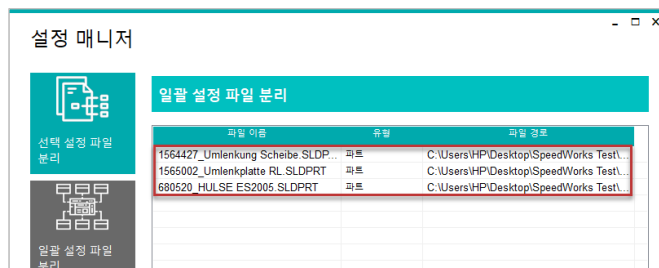 설정 매니저
선택 설정 파일
분리
일괄 설정 파일
분리
일괄 설정 파일 분리
파일 이름 유형 파일 경로
1564427_Umlenkung Scheibe.SLDP... 파트 C:\Users\HP\Desktop\SpeedWorks Test\...
1565002_Umlenkplatte RL.SLDPRT 파트 C:\Users\HP\Desktop\SpeedWorks Test\...
680520_HULSE ES2005.SLDPRT 파트 C:\Users\HP\Desktop\SpeedWorks Test\...